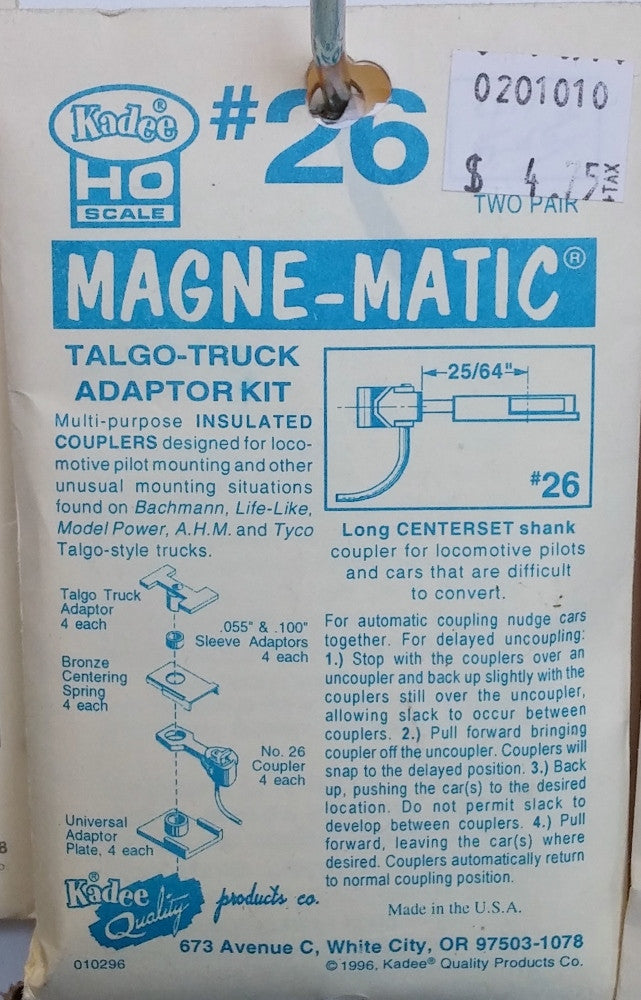 Kadee®
HO
SCALE
#26
0201010
$ 4.25
+TAX
TWO PAIR
MAGNE-MATIC®
TALGO-TRUCK
ADAPTOR KIT
Multi-purpose INSULATED
COUPLERS designed for loco-
motive pilot mounting and other
unusual mounting situations
found on Bachmann, Life-Like,
Model Power, A.H.M. and Tyco
Talgo-style trucks.
25/64"
#26
Long CENTERSET shank
coupler for locomotive pilots
and cars that are difficult
to convert.
Talgo Truck
Adaptor
4 each
.055" & .100"
Sleeve Adaptors
4 each
Bronze
Centering
Spring
4 each
No. 26
Coupler
4 each
Universal
Adaptor
Plate, 4 each
For automatic coupling nudge cars
together. For delayed uncoupling:
1.) Stop with the couplers over an
uncoupler and back up slightly with the
couplers still over the uncoupler,
allowing slack to occur between
couplers. 2.) Pull forward bringing
coupler off the uncoupler. Couplers will
snap to the delayed position. 3.) Back
up, pushing the car(s) to the desired
location. Do not permit slack to
develop between couplers. 4.) Pull
forward, leaving the car(s) where
desired. Couplers automatically return
to normal coupling position.
Kadee
Quality
products co.
Made in the U.S.A.
673 Avenue C, White City, OR 97503-1078
010296
©1996, Kadee® Quality Products Co.